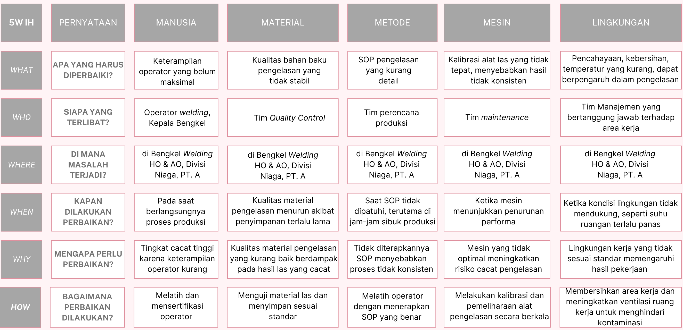 5W IH
PERNYATAAN
MANUSIA
MATERIAL
METODE
MESIN
LINGKUNGAN
WHAT
APA YANG HARUS
DIPERBAIKI?
Keterampilan
operator yang belum
maksimal
Kualitas bahan baku
pengelasan yang
tidak stabil
SOP pengelasan
yang kurang
detail
Kalibrasi alat las yang tidak
tepat, menyebabkan hasil
tidak konsisten
Pencahayaan, kebersihan,
temperatur yang kurang, dapat
berpengaruh dalam pengelasan
WHO
SIAPA YANG
TERLIBAT?
Operator welding,
Kepala Bengkel
Tim Quality Control
Tim perencana
produksi
Tim maintenance
Tim Manajemen yang
bertanggung jawab terhadap
area kerja
WHERE
DI MANA
MASALAH
TERJADI?
di Bengkel Welding
HO & AO, Divisi
Niaga, PT. A
di Bengkel Welding
HO & AO, Divisi
Niaga, PT. A
di Bengkel Welding
HO & AO, Divisi
Niaga, PT. A
di Bengkel Welding
HO & AO, Divisi
Niaga, PT. A
di Bengkel Welding
HO & AO, Divisi
Niaga, PT. A
WHEN
KAPAN
DILAKUKAN
PERBAIKAN?
Pada saat
berlangsungnya
proses produksi
Kualitas material
pengelasan menurun akibat
penyimpanan terlalu lama
Saat SOP tidak
dipatuhi, terutama di
jam-jam sibuk produksi
Ketika mesin
menunjukkan penurunan
performa
Ketika kondisi lingkungan tidak
mendukung, seperti suhu
ruangan terlalu panas
WHY
MENGAPA PERLU
PERBAIKAN?
Tingkat cacat tinggi
karena keterampilan
operator kurang
Kualitas material pengelasan
yang kurang baik berdampak
pada hasil las yang cacat
Tidak diterapkannya
SOP menyebabkan
proses tidak konsisten
Mesin yang tidak
optimal meningkatkan
risiko cacat pengelasan
Lingkungan kerja yang tidak
sesuai standar memengaruhi
hasil pekerjaan
HOW
BAGAIMANA
PERBAIKAN
DILAKUKAN?
Melatih dan
mensert fikasi
operator
Menguji material las dan
menyimpan sesuai
standar
Melatih operator
dengan menerapkan
SOP yang benar
Melakukan kalibrasi dan
pemeliharaan alat
pengelasan secara berkala
Membersihkan area kerja dan
meningkatkan ventilasi ruang
kerja untuk menghindari
kontaminasi